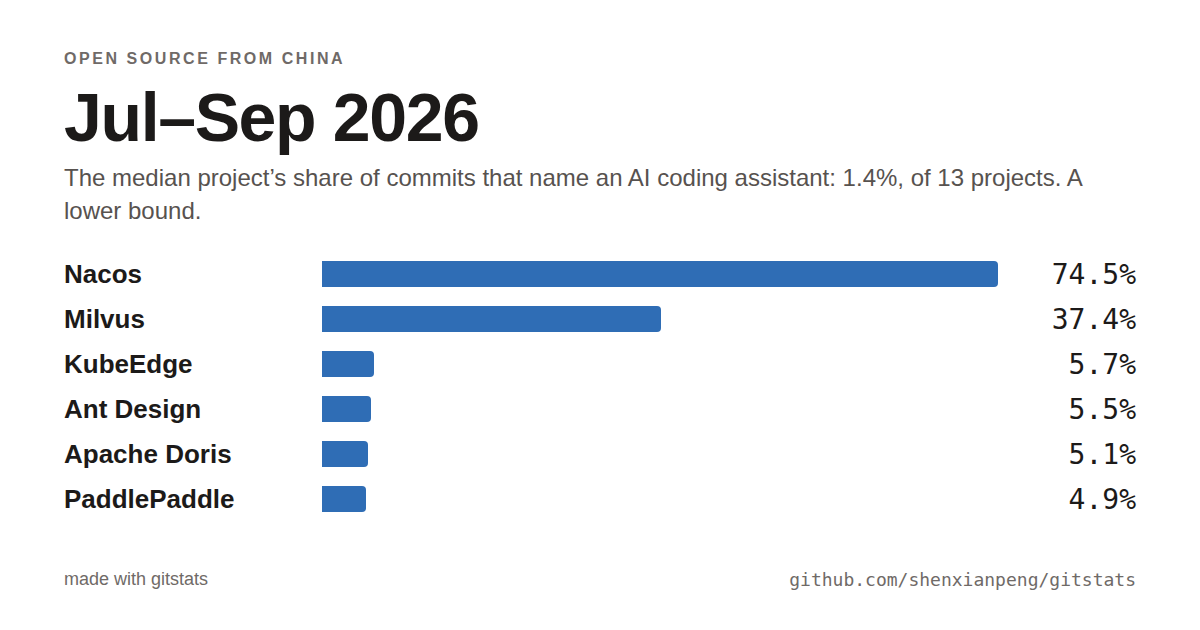 OPEN SOURCE FROM CHINA
Jul–Sep 2026
The median project’s share of commits that name an AI coding assistant: 1.4%, of 13 projects. A
lower bound.
Nacos 74.5%
Milvus 37.4%
KubeEdge 5.7%
Ant Design 5.5%
Apache Doris 5.1%
PaddlePaddle 4.9%
made with gitstats github.com/shenxianpeng/gitstats